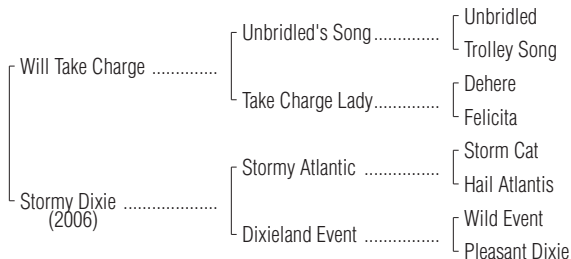 Unbridled
Unbridled's Song..............
Trolley Song
Will Take Charge ..............
Dehere
Take Charge Lady..............
Felicita
Storm Cat
Stormy Atlantic ................
Hail Atlantis
Stormy Dixie ....................
(2006)
Wild Event
Dixieland Event ................
Pleasant Dixie